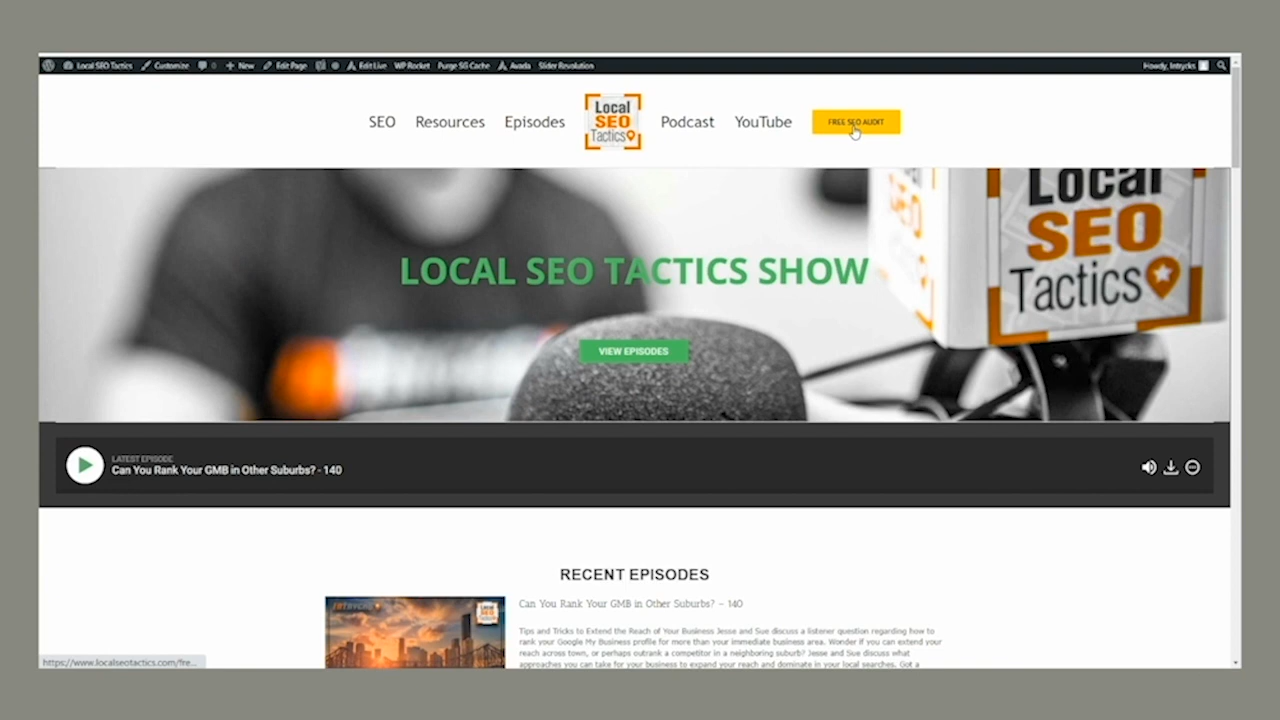 Local SEO Tactics Customize 0 New Edit Page Edit Live WP Rocket Purge SG Cache Avada Slider Revolution Howdy, Intrycks
SEO Resources Episodes Podcast YouTube FREE SEO AUDIT
Local
SEO
Tactics
Local
SEO
Tactics
SEO
LOCAL SEO TACTICS SHOW
VIEW EPISODES
LATEST EPISODE
Can You Rank Your GMB in Other Suburbs? - 140
RECENT EPISODES
Can You Rank Your GMB in Other Suburbs? – 140
Tips and Tricks to Extend the Reach of Your Business Jesse and Sue discuss a listener question regarding how to
rank your Google My Business profile for more than your immediate business area. Wonder if you can extend your
reach across town, or perhaps outrank a competitor in a neighboring suburb? Jesse and Sue discuss what
approaches you can take for your business to expand your reach and dominate in your local searches. Got a
Local
SEO
https://www.localseotactics.com/fre...